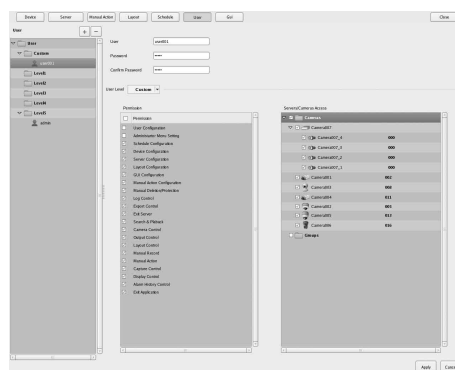 Device Server Manual Action Layout Schedule User GUI Close
User + −
User
Custom
user001
Level1
Level2
Level3
Level4
Level5
admin
User user001
Password *****
Confirm Password *****
User Level Custom
Permission
Permission
User Configuration
Administrator Menu Setting
Schedule Configuration
Device Configuration
Server Configuration
Layout Configuration
GUI Configuration
Manual Action Configuration
Manual Deletion/Protection
Log Control
Export Control
Exit Server
Search & Playback
Camera Control
Output Control
Layout Control
Manual Record
Manual Action
Capture Control
Display Control
Alarm History Control
Exit Application
Servers/Cameras Access
Cameras
Camera007
Camera007_4 000
Camera007_3 000
Camera007_2 000
Camera007_1 000
Camera001 002
Camera003 008
Camera004 011
Camera002
Camera005 013
Camera006 016
Groups
Apply